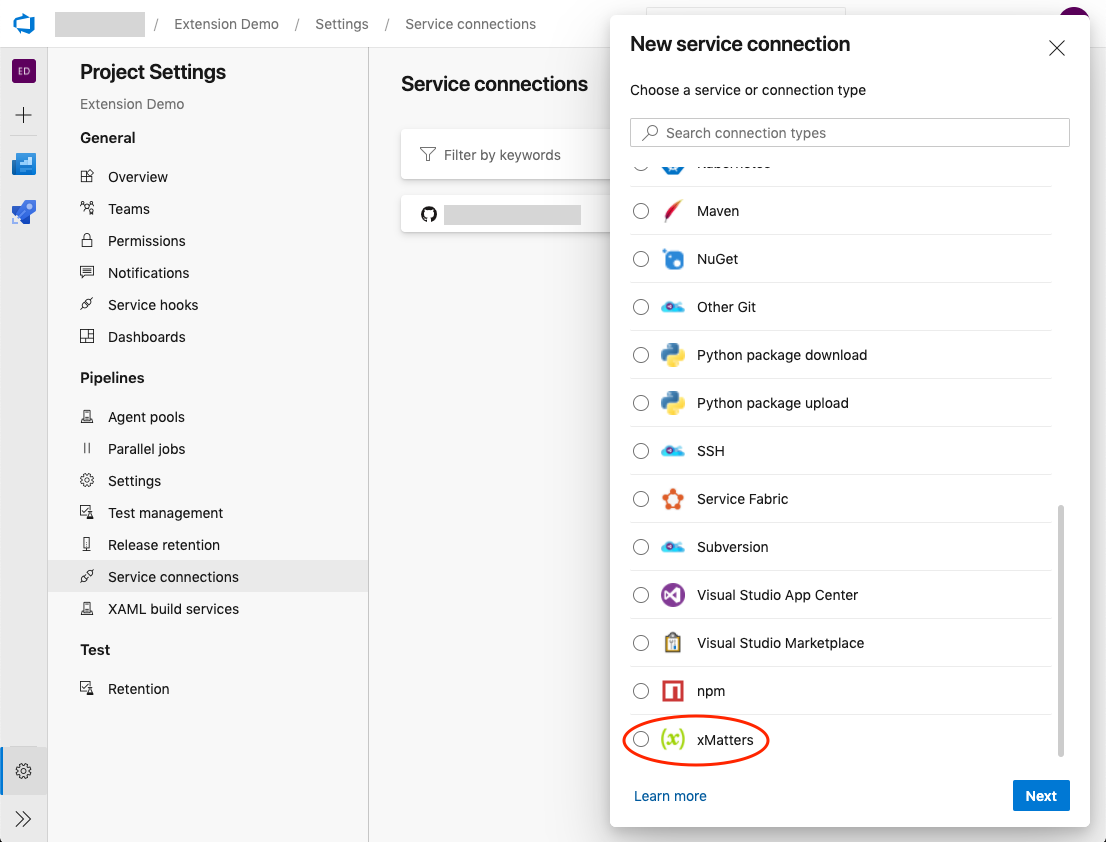 / Extension Demo / Settings / Service connections
ED
Project Settings
Extension Demo
General
Overview
Teams
Permissions
Notifications
Service hooks
Dashboards
Pipelines
Agent pools
Parallel jobs
Settings
Test management
Release retention
Service connections
XAML build services
Test
Retention
Service connections
Filter by keywords
New service connection
Choose a service or connection type
Search connection types
Kubernetes
Maven
NuGet
Other Git
Python package download
Python package upload
SSH
Service Fabric
Subversion
Visual Studio App Center
Visual Studio Marketplace
npm
(x) xMatters
Learn more
Next